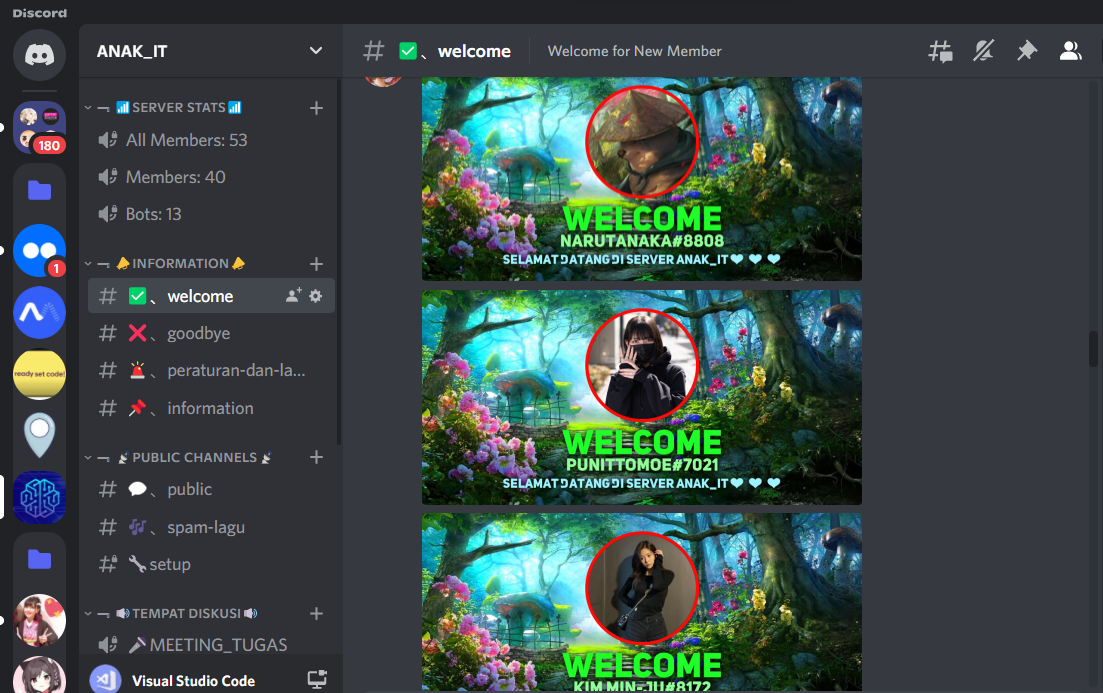 Discord
ANAK_IT
✅、 welcome
Welcome for New Member
SERVER STATS
All Members: 53
Members: 40
Bots: 13
INFORMATION
✅、 welcome
❌、 goodbye
🚨、 peraturan-dan-la...
📌、 information
PUBLIC CHANNELS
💬、 public
🎶、 spam-lagu
🔧setup
TEMPAT DISKUSI
🎤MEETING_TUGAS
Visual Studio Code
180
1
ready set code!
WELCOME
NARUTANAKA#8808
SELAMAT DATANG DI SERVER ANAK_IT❤ ❤ ❤
WELCOME
PUNITTOMOE#7021
SELAMAT DATANG DI SERVER ANAK_IT❤ ❤ ❤
WELCOME
KIM MIN-JU#8172